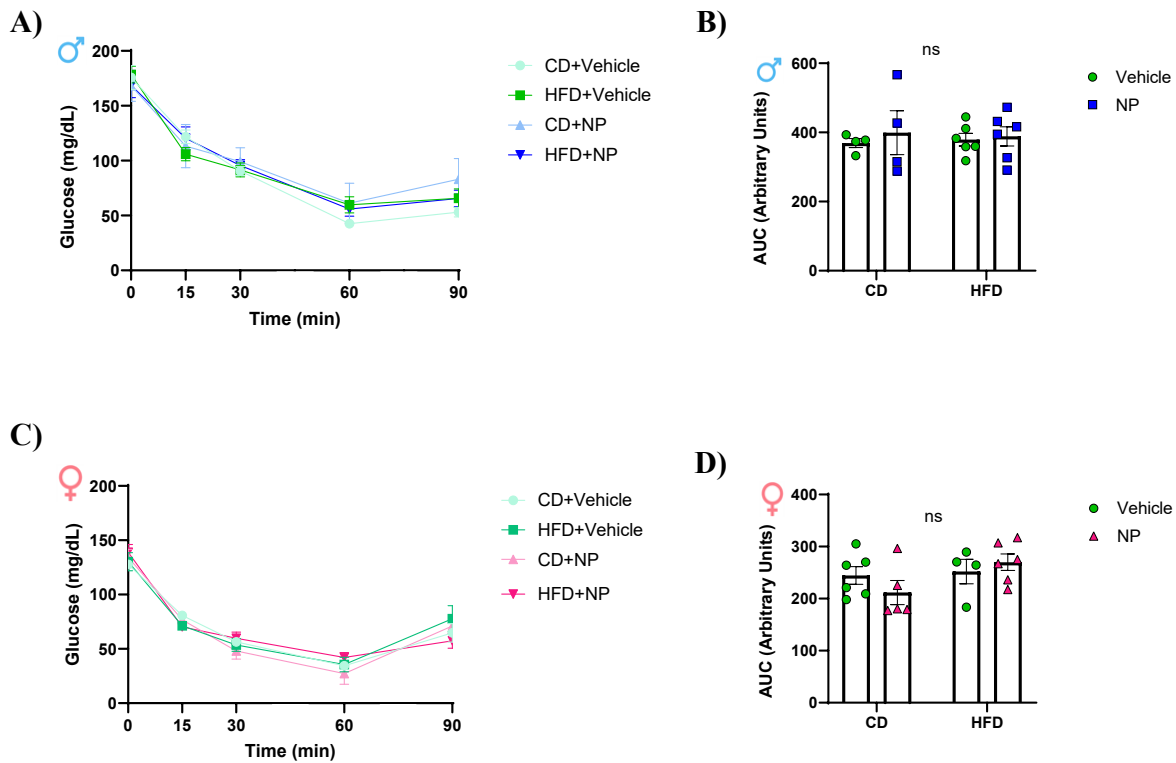 A)
♂
200
150
100
50
0
Glucose (mg/dL)
0 15 30 60 90
Time (min)
CD+Vehicle
HFD+Vehicle
CD+NP
HFD+NP
B)
♂
ns
600
400
200
0
AUC (Arbitrary Units)
CD HFD
Vehicle
NP
C)
♀
200
150
100
50
0
Glucose (mg/dL)
0 15 30 60 90
Time (min)
CD+Vehicle
HFD+Vehicle
CD+NP
HFD+NP
D)
♀
ns
400
300
200
100
0
AUC (Arbitrary Units)
CD HFD
Vehicle
NP